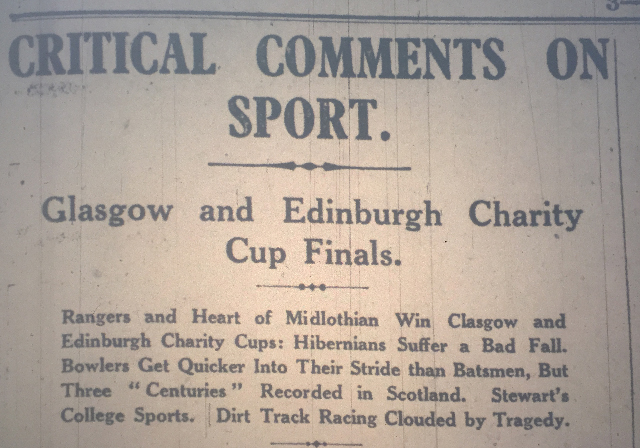 CRITICAL COMMENTS ON
SPORT.
Glasgow and Edinburgh Charity
Cup Finals.
Rangers and Heart of Midlothian Win Glasgow and
Edinburgh Charity Cups: Hibernians Suffer a Bad Fall.
Bowlers Get Quicker Into Their Stride than Batsmen, But
Three "Centuries" Recorded in Scotland. Stewart's
College Sports. Dirt Track Racing Clouded by Tragedy.